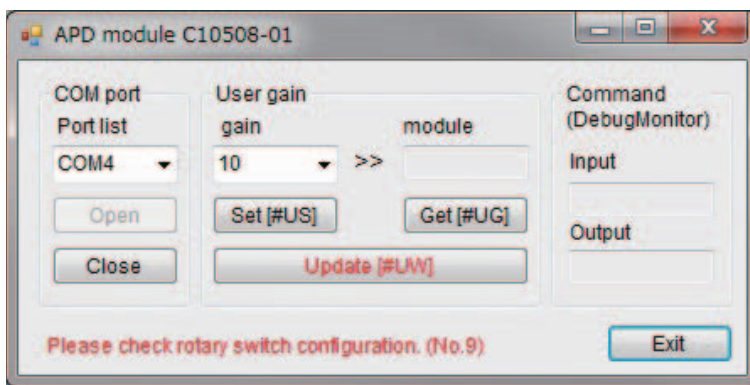 APD module C10508-01
COM port
Port list
COM4
Open
Close
User gain
gain
module
10
>>
Set [#US]
Get [#UG]
Update [#UW]
Command
(DebugMonitor)
Input
Output
Please check rotary switch configuration. (No.9)
Exit